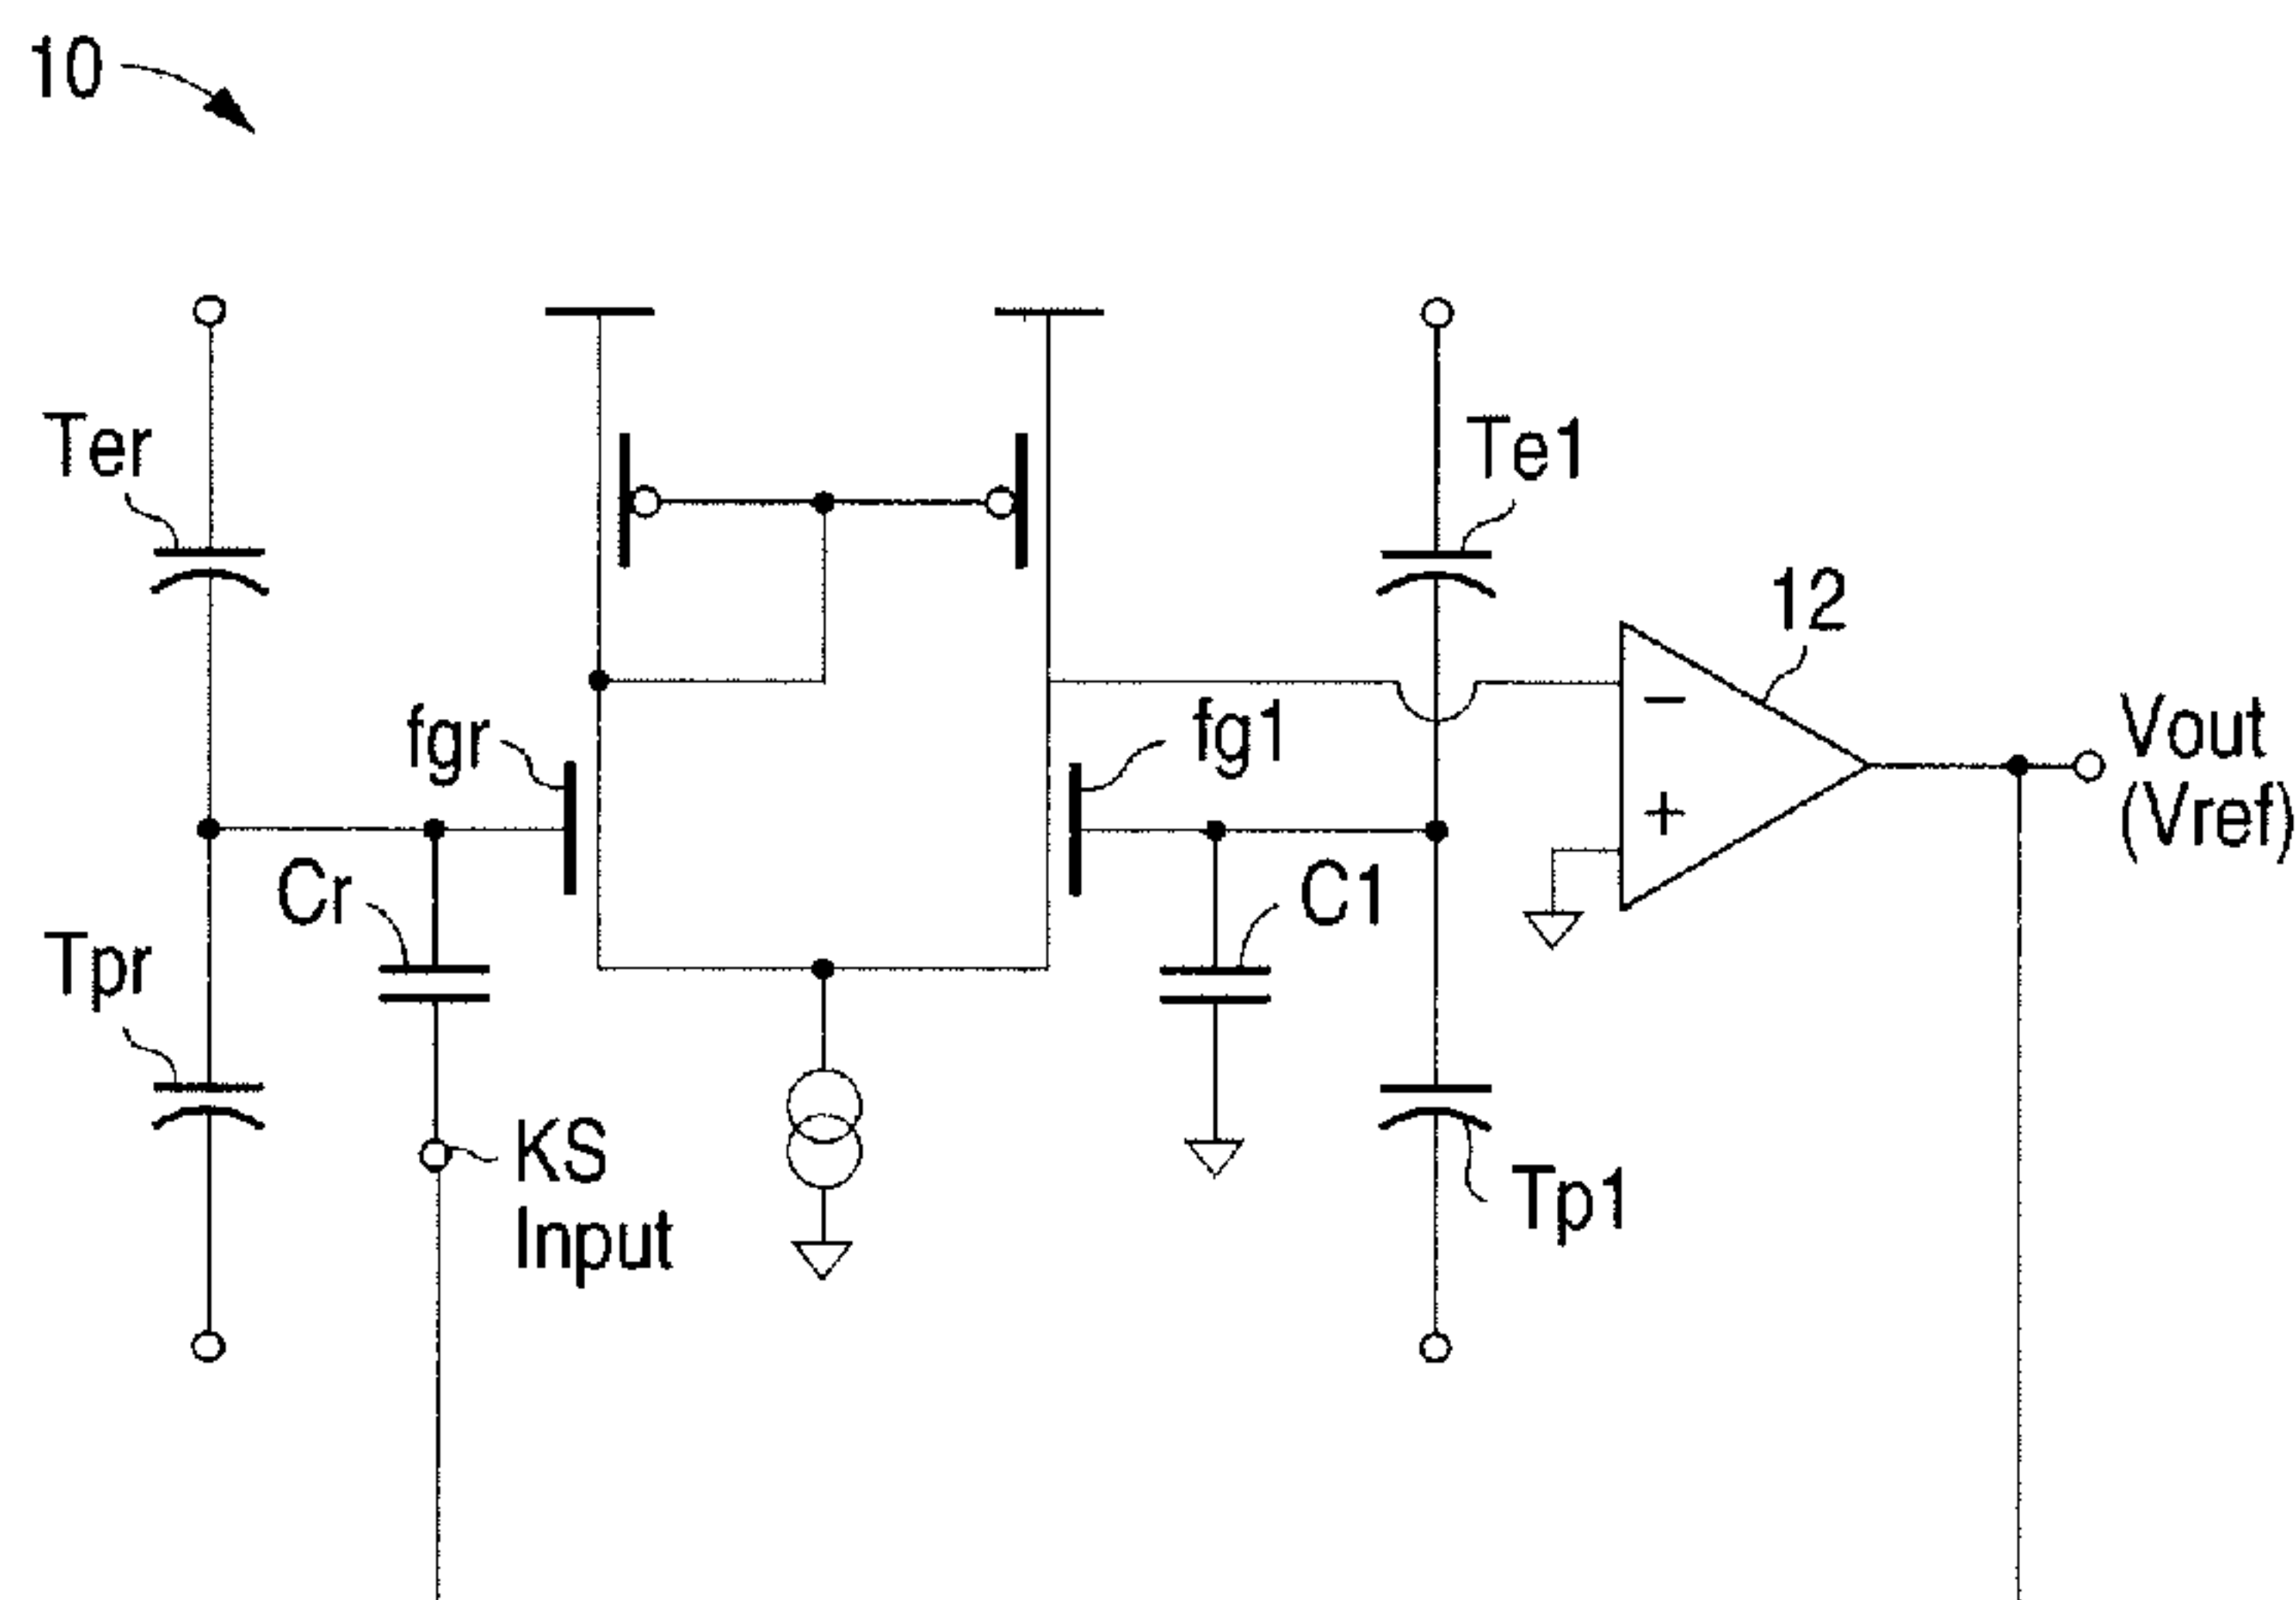 10
Ter
Te1
12
fgr
fg1
−
+
Vout
(Vref)
Cr
C1
Tpr
KS
Input
Tp1